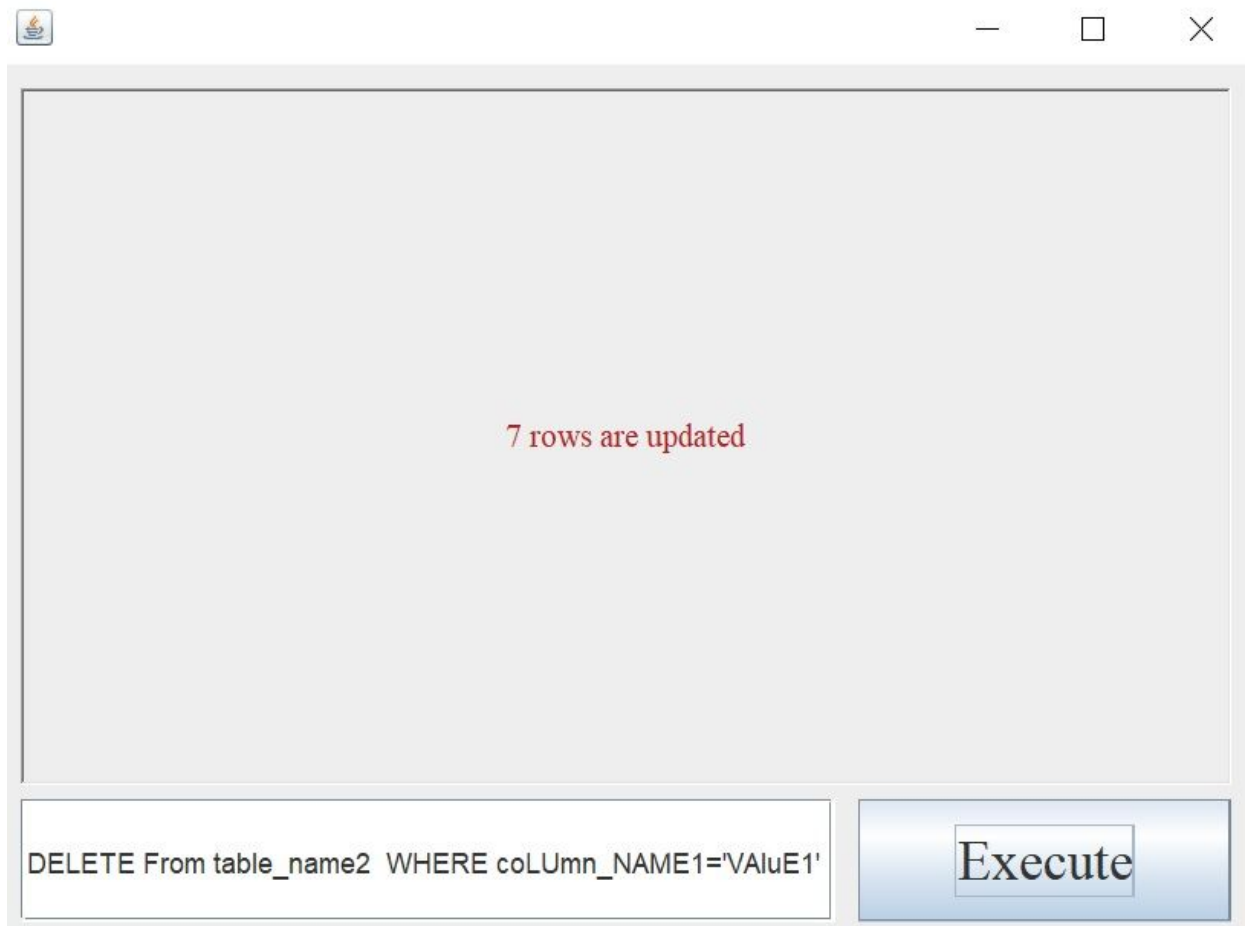 7 rows are updated
DELETE From table_name2  WHERE coLUmn_NAME1='VAluE1'
Execute